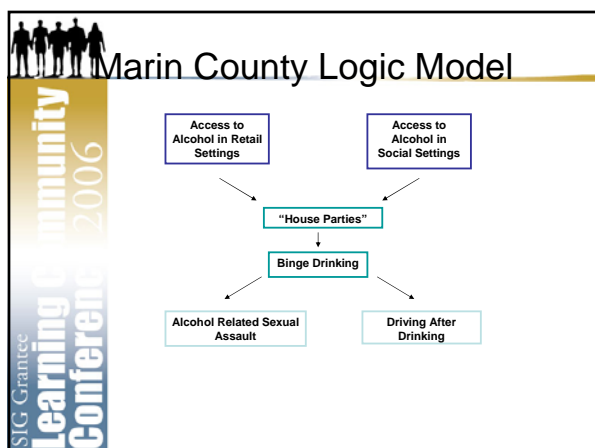 Marin County Logic Model
Access to
Alcohol in Retail
Settings
Access to
Alcohol in
Social Settings
"House Parties"
Binge Drinking
Alcohol Related Sexual
Assault
Driving After
Drinking
SIG Grantee
Learning Community
Conference 2006